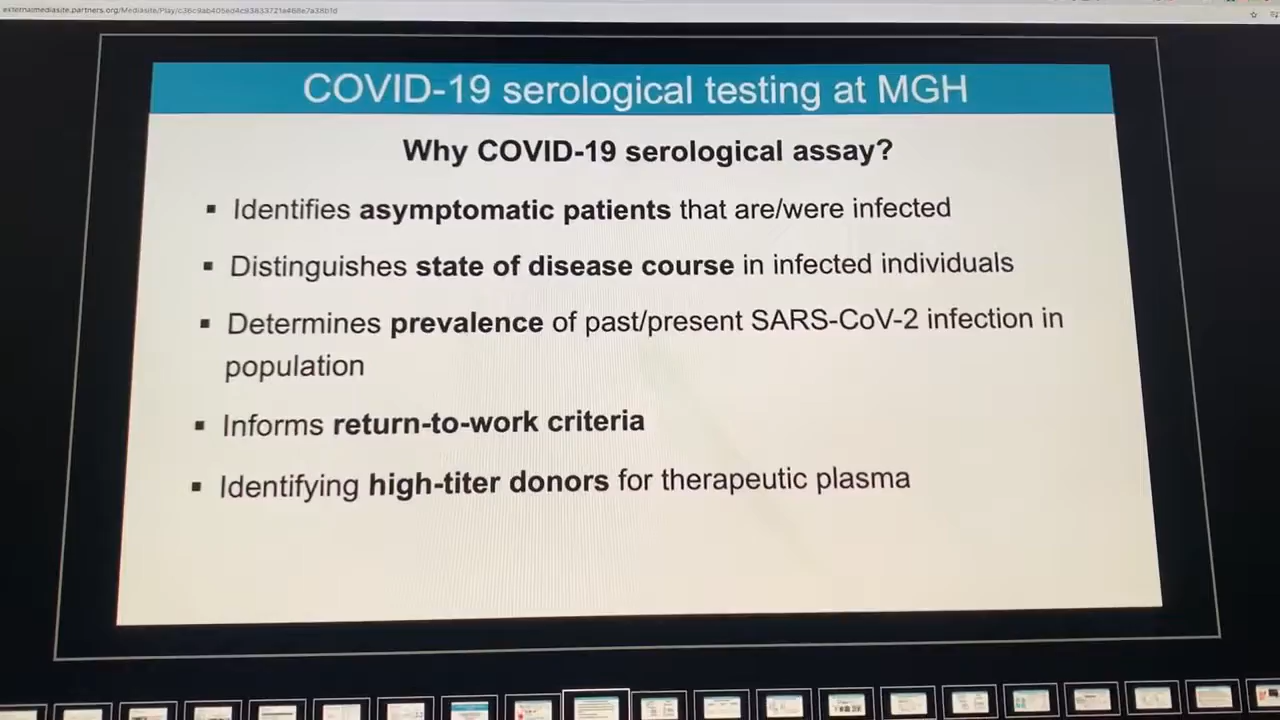 COVID-19 serological testing at MGH
Why COVID-19 serological assay?
▪ Identifies asymptomatic patients that are/were infected
▪ Distinguishes state of disease course in infected individuals
▪ Determines prevalence of past/present SARS-CoV-2 infection in
population
▪ Informs return-to-work criteria
▪ Identifying high-titer donors for therapeutic plasma